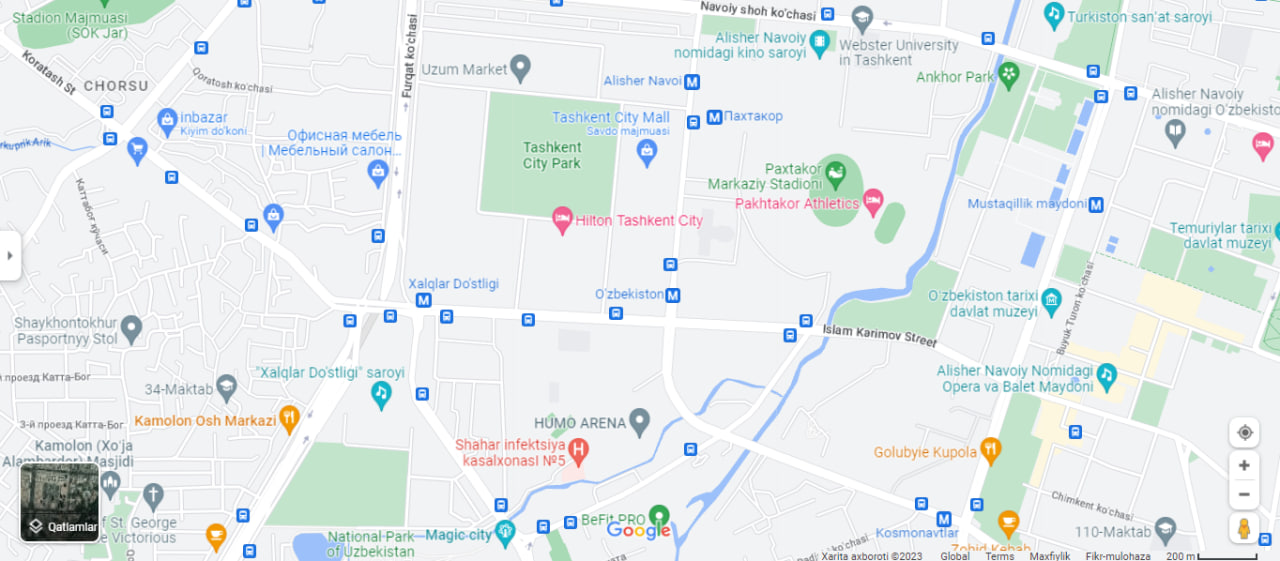 Stadion Majmuasi
(SOK Jar)
Navoiy shoh ko'chasi
Turkiston san'at saroyi
Koratash St
CHORSU
Qoratosh ko'chasi
Furqat ko'chasi
Uzum Market
Alisher Navoiy
nomidagi kino saroyi
Webster University
in Tashkent
Alisher Navoi
Ankhor Park
Alisher Navoiy
nomidagi O'zbekisto
inbazar
Kiyim do'koni
Офисная мебель
| Мебельный салон...
Tashkent City Mall
Savdo majmuasi
Пахтакор
Tashkent
City Park
Paxtakor
Markaziy Stadioni
Pakhtakor Athletics
Mustaqillik maydoni
Каттабог кўчаси
Hilton Tashkent City
Temuriylar tarixi
davlat muzeyi
Xalqlar Do'stligi
O'zbekiston
O'zbekiston tarixi
davlat muzeyi
Buyuk Turon ko'chasi
Shaykhontokhur
Pasportnyy Stol
Islam Karimov Street
й проезд Катта-Бог
"Xalqlar Do'stligi" saroyi
34-Maktab
Alisher Navoiy Nomidagi
Opera va Balet Maydoni
3-й проезд Катта-Бог
Kamolon Osh Markazi
HUMO ARENA
Kamolon (Xo'ja
Alambardor) Masjidi
Shahar infektsiya
kasalxonasI №5
Golubyie Kupola
Chimkent ko'chasi
Qatlamlar
of St. George
e Victorious
National Park
of Uzbekistan
Magic city
BeFit PRO
Google
Kosmonavtlar
110-Maktab
Zohid Kebab
Xarita axboroti ©2023 Global Terms Maxfiylik Fikr-mulohaza 200 m